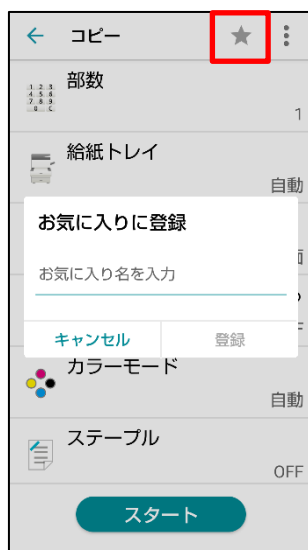 コピー
部数
1
給紙トレイ
自動
お気に入りに登録
お気に入り名を入力
キャンセル
登録
カラーモード
自動
ステープル
OFF
スタート